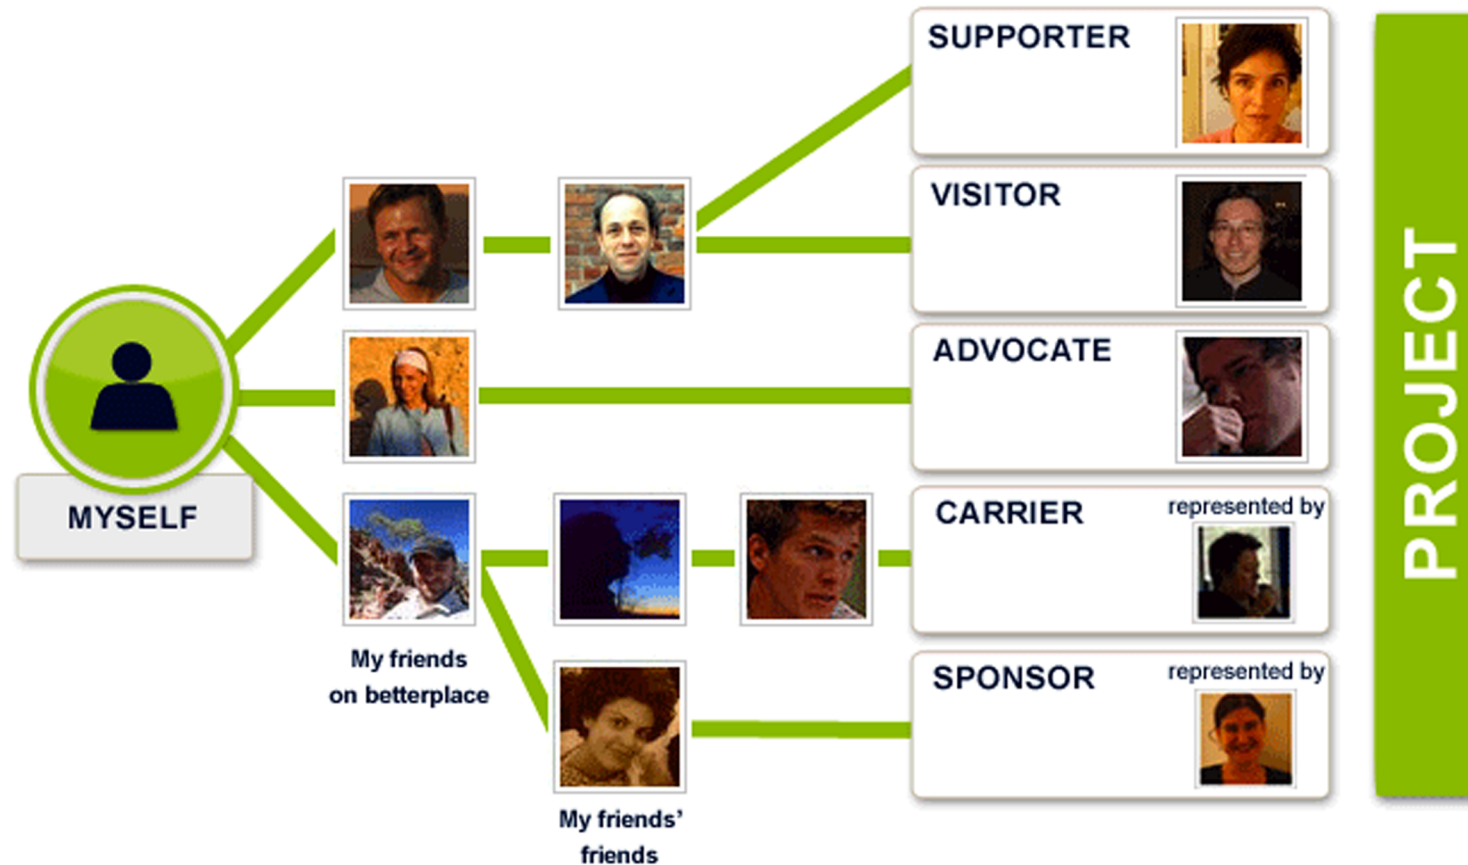 SUPPORTER
VISITOR
ADVOCATE
MYSELF
CARRIER
represented by
My friends
on betterplace
SPONSOR
represented by
My friends’
friends
PROJECT